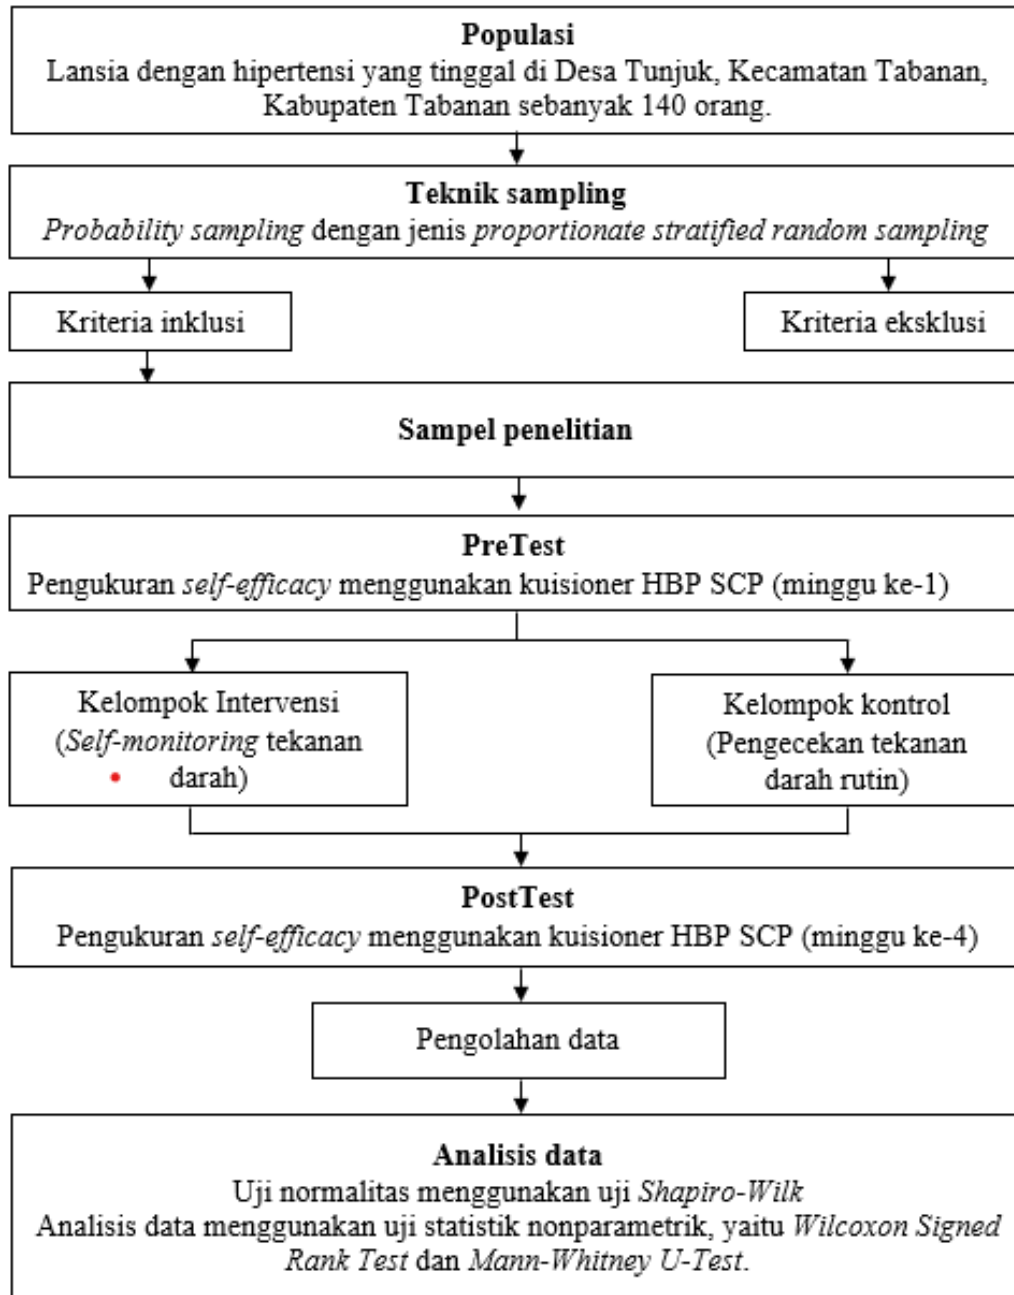 Populasi
Lansia dengan hipertensi yang tinggal di Desa Tunjuk, Kecamatan Tabanan,
Kabupaten Tabanan sebanyak 140 orang.
Teknik sampling
Probability sampling dengan jenis proportionate stratified random sampling
Kriteria inklusi
Kriteria eksklusi
Sampel penelitian
PreTest
Pengukuran self-efficacy menggunakan kuisioner HBP SCP (minggu ke-1)
Kelompok Intervensi
(Self-monitoring tekanan
darah)
Kelompok kontrol
(Pengecekan tekanan
darah rutin)
PostTest
Pengukuran self-efficacy menggunakan kuisioner HBP SCP (minggu ke-4)
Pengolahan data
Analisis data
Uji normalitas menggunakan uji Shapiro-Wilk
Analisis data menggunakan uji statistik nonparametrik, yaitu Wilcoxon Signed
Rank Test dan Mann-Whitney U-Test.